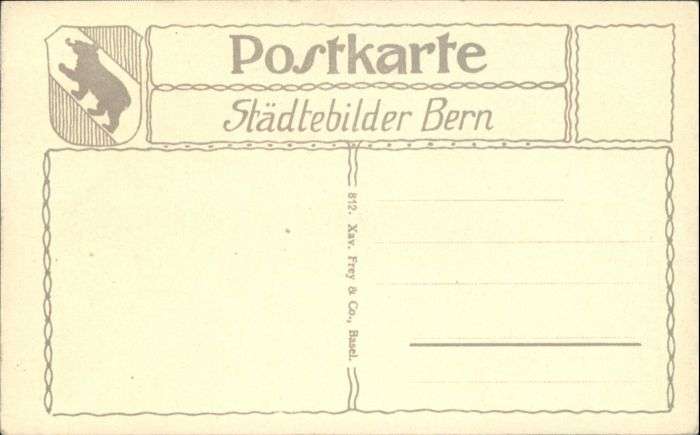 Postkarte
Städtebilder Bern
812. Xav. Frey & Co., Basel.